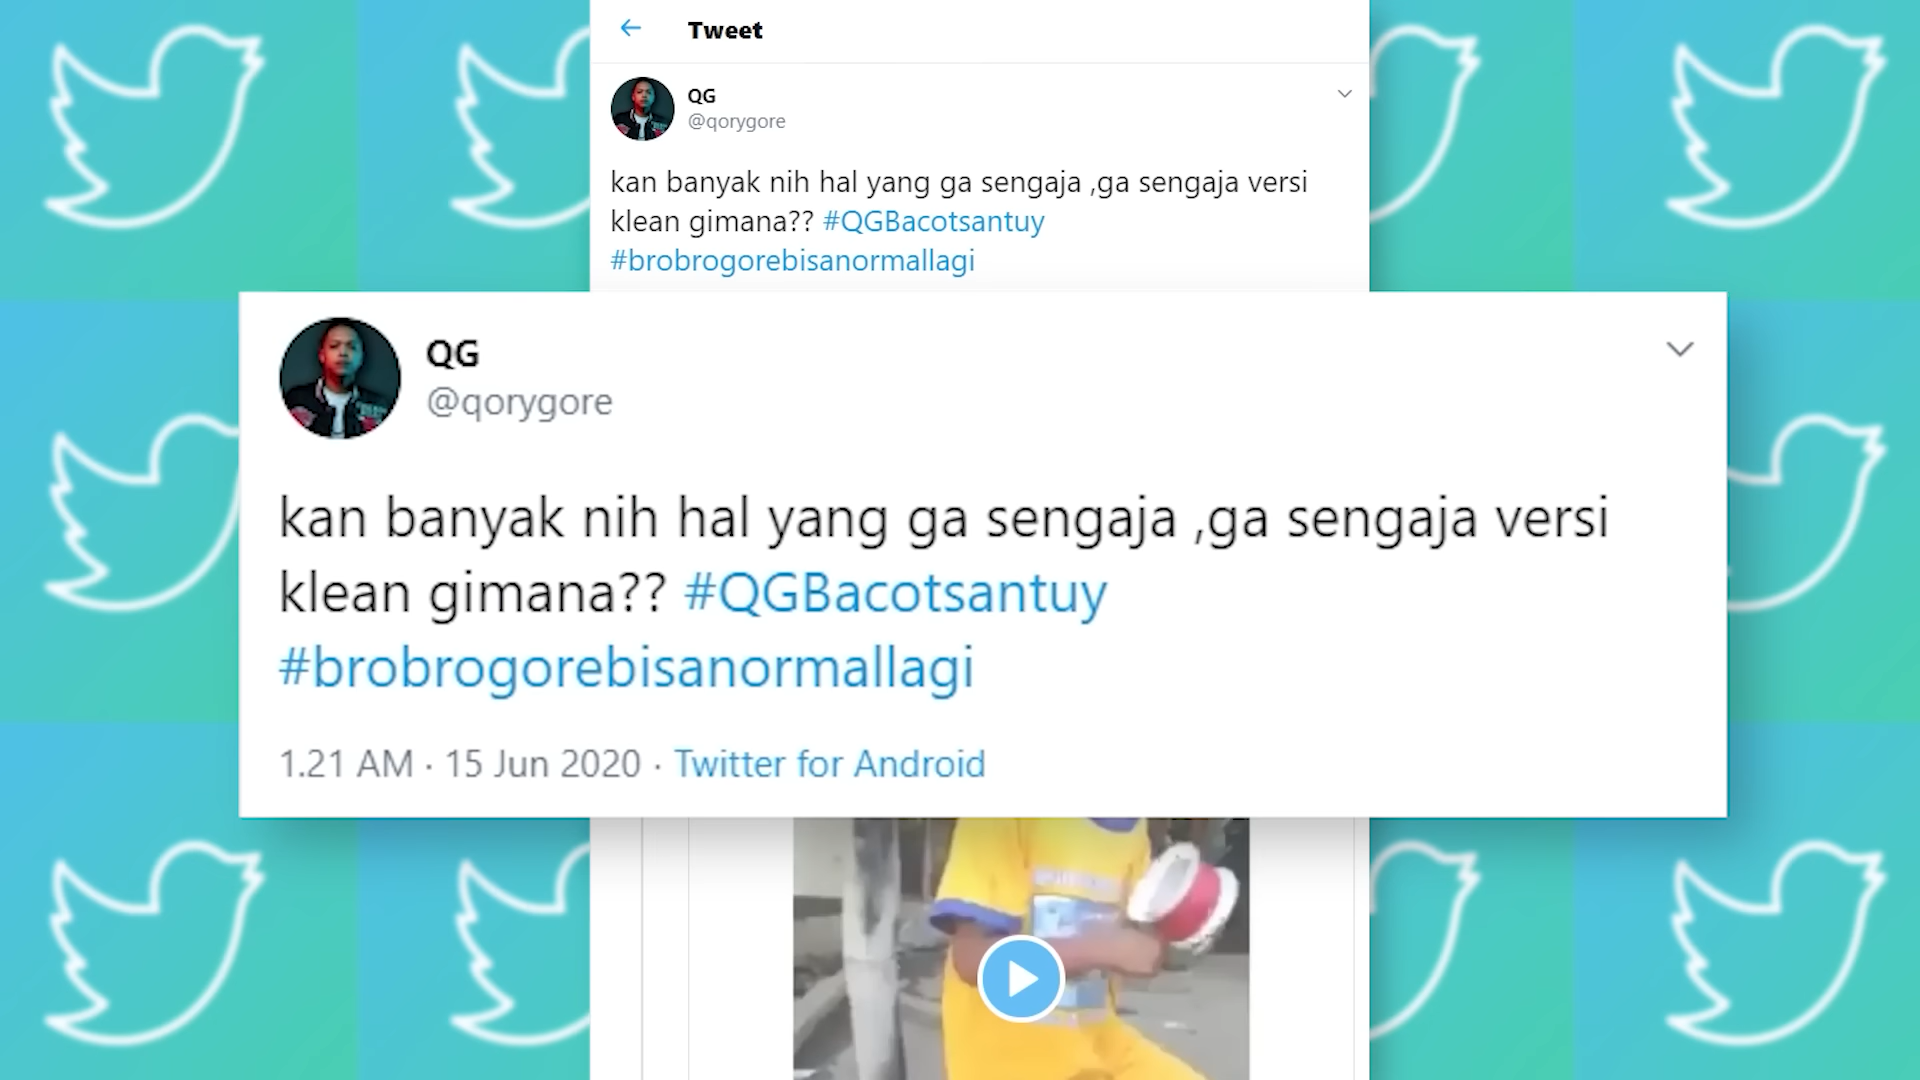 Tweet
QG
@qorygore
kan banyak nih hal yang ga sengaja ,ga sengaja versi
klean gimana?? #QGBacotsantuy
#brobrogorebisanormallagi
QG
@qorygore
kan banyak nih hal yang ga sengaja ,ga sengaja versi
klean gimana?? #QGBacotsantuy
#brobrogorebisanormallagi
1.21 AM · 15 Jun 2020 · Twitter for Android